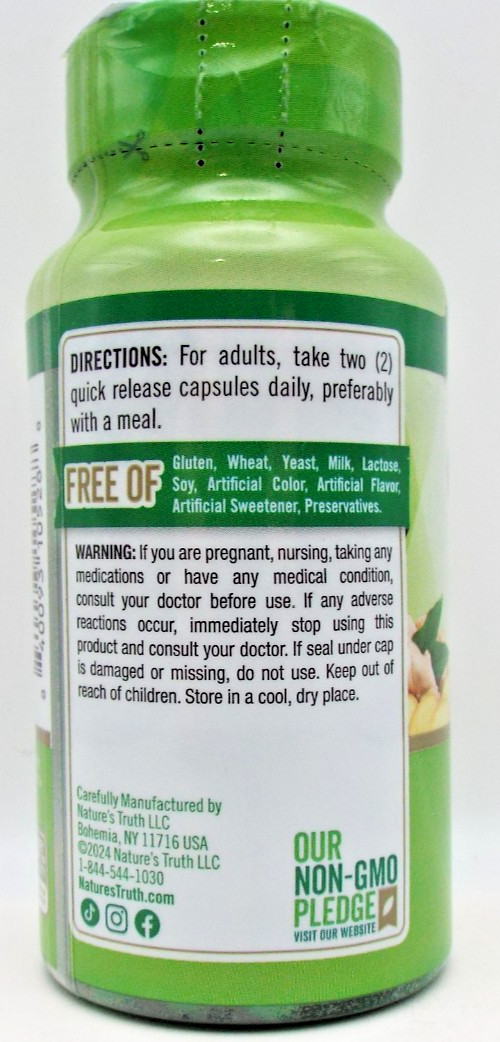 DIRECTIONS: For adults, take two (2)
quick release capsules daily, preferably
with a meal.
FREE OF
Gluten, Wheat, Yeast, Milk, Lactose,
Soy, Artificial Color, Artificial Flavor,
Artificial Sweetener, Preservatives.
WARNING: If you are pregnant, nursing, taking any
medications or have any medical condition,
consult your doctor before use. If any adverse
reactions occur, immediately stop using this
product and consult your doctor. If seal under cap
is damaged or missing, do not use. Keep out of
reach of children. Store in a cool, dry place.
Carefully Manufactured by
Nature's Truth LLC
Bohemia, NY 11716 USA
©2024 Nature's Truth LLC
1-844-544-1030
NaturesTruth.com
OUR
NON-GMO
PLEDGE
VISIT OUR WEBSITE